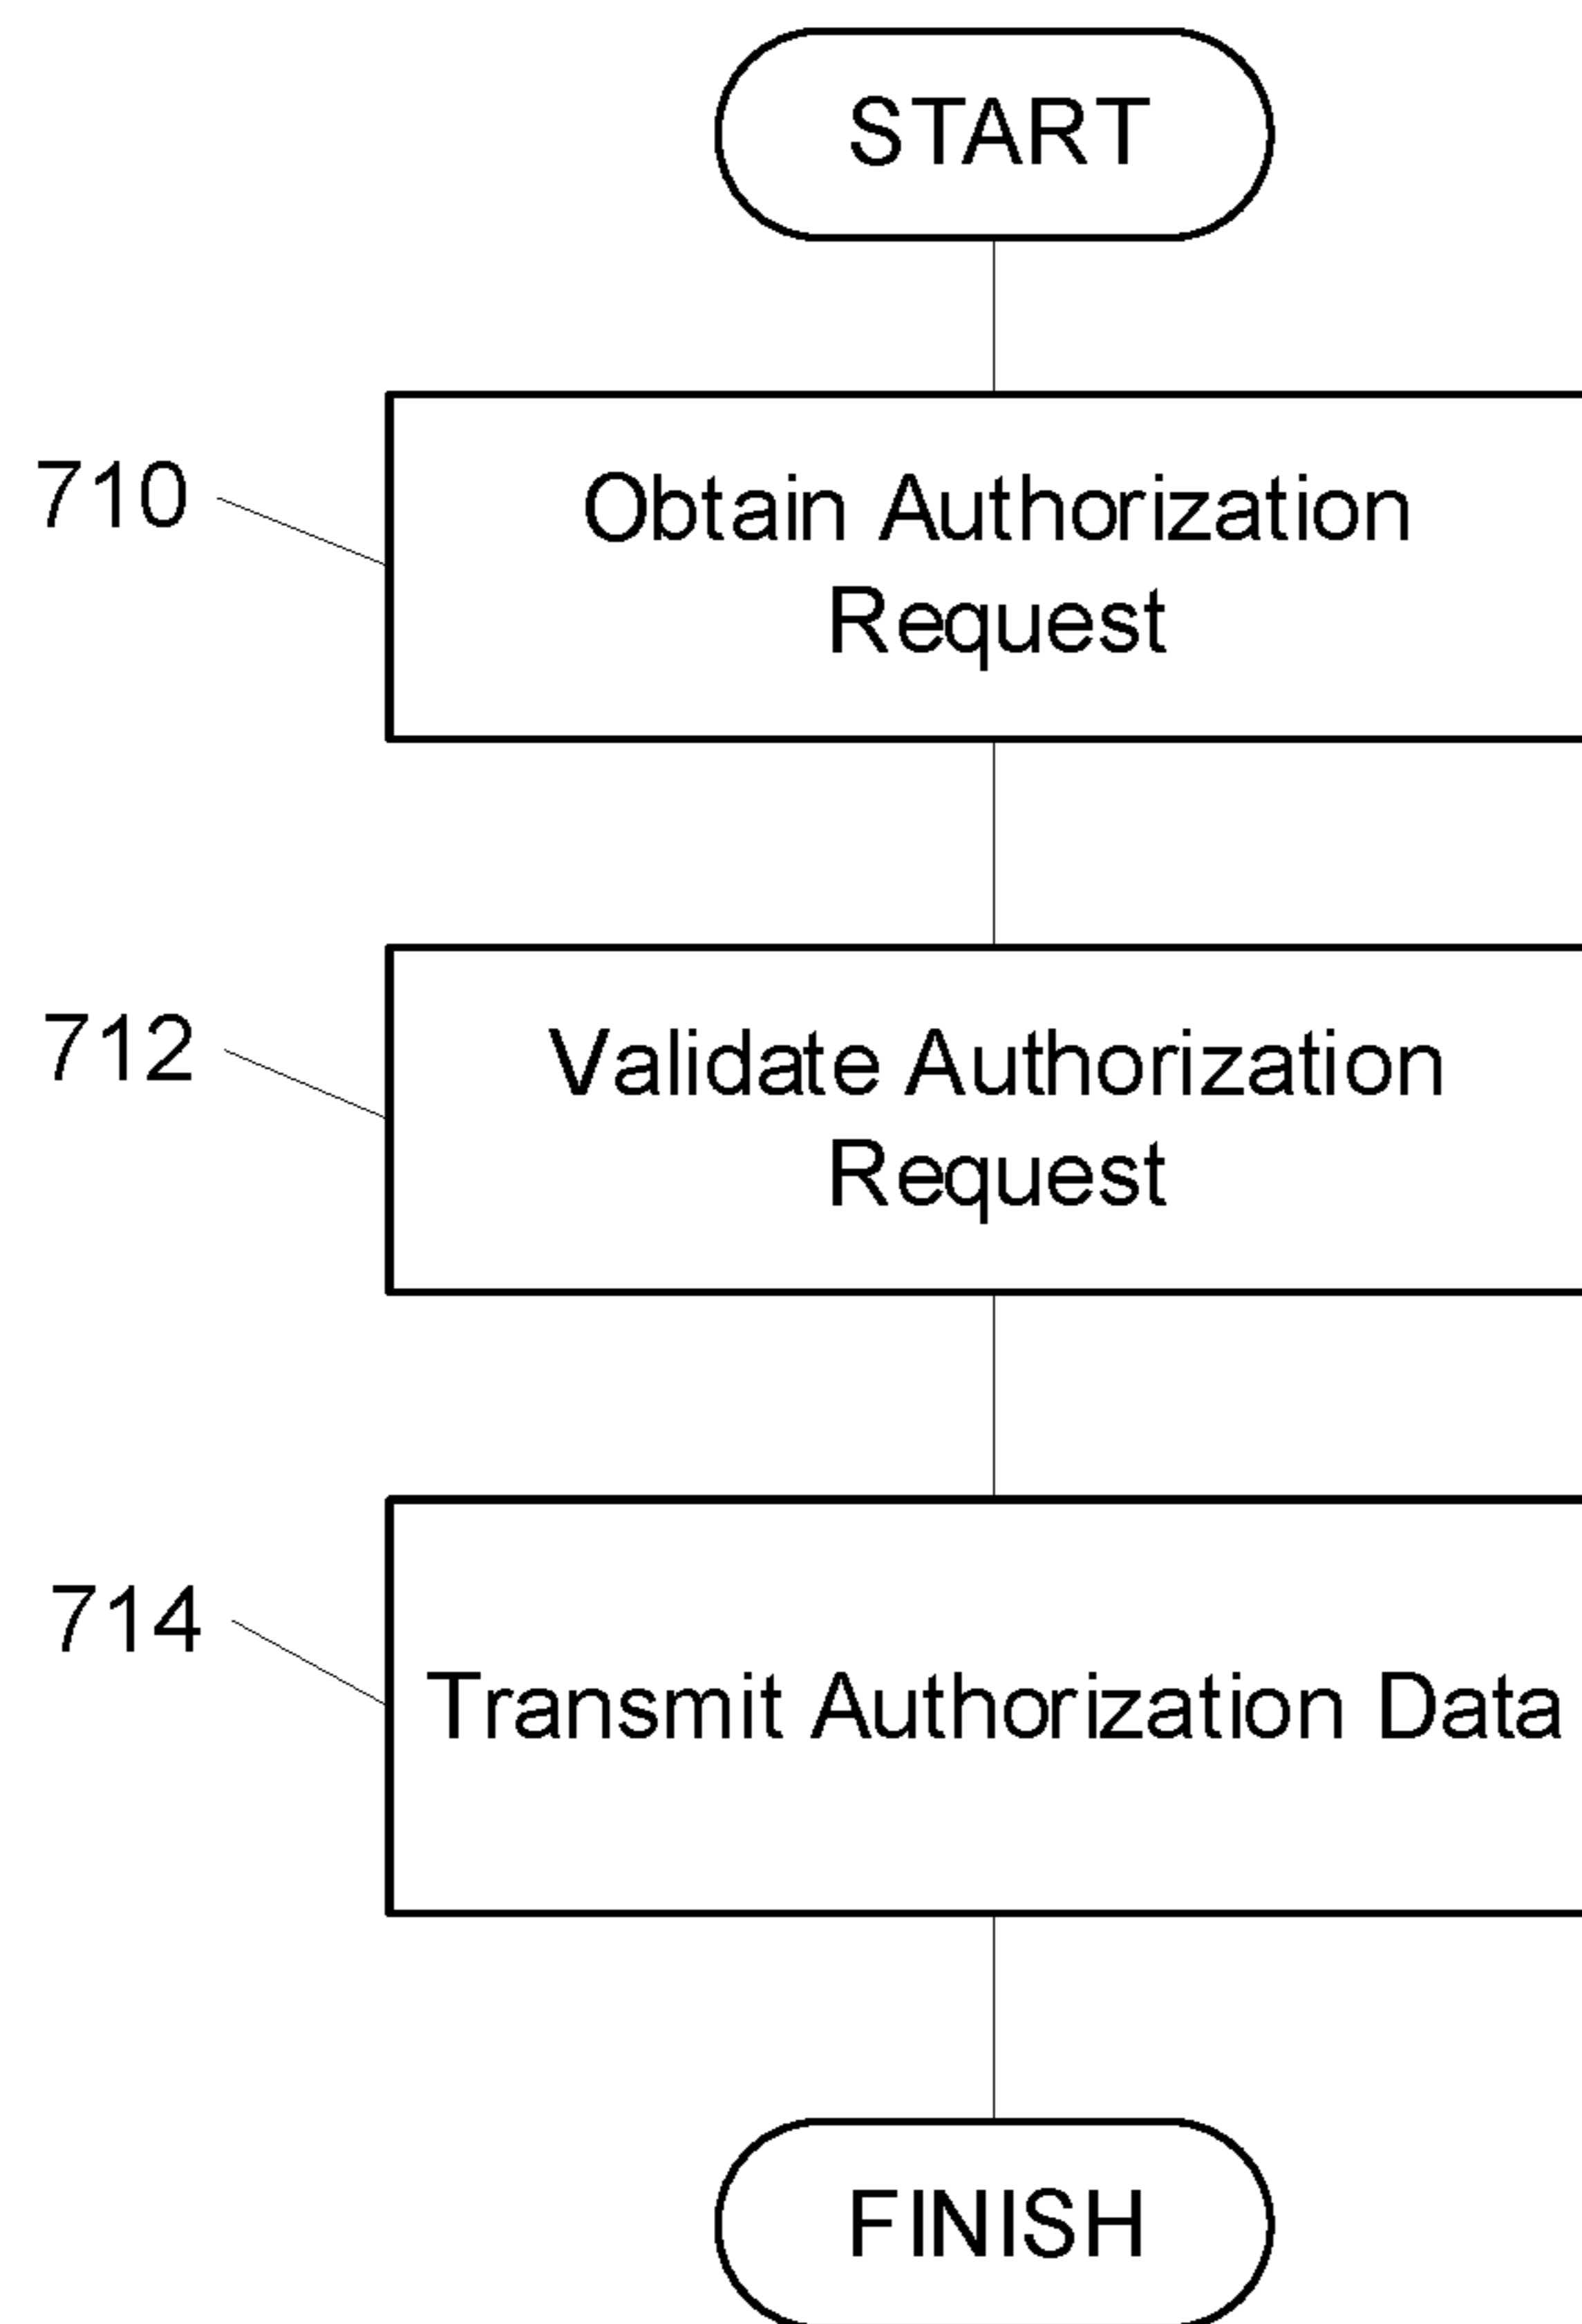 START
710
Obtain Authorization
Request
712
Validate Authorization
Request
714
Transmit Authorization Data
FINISH